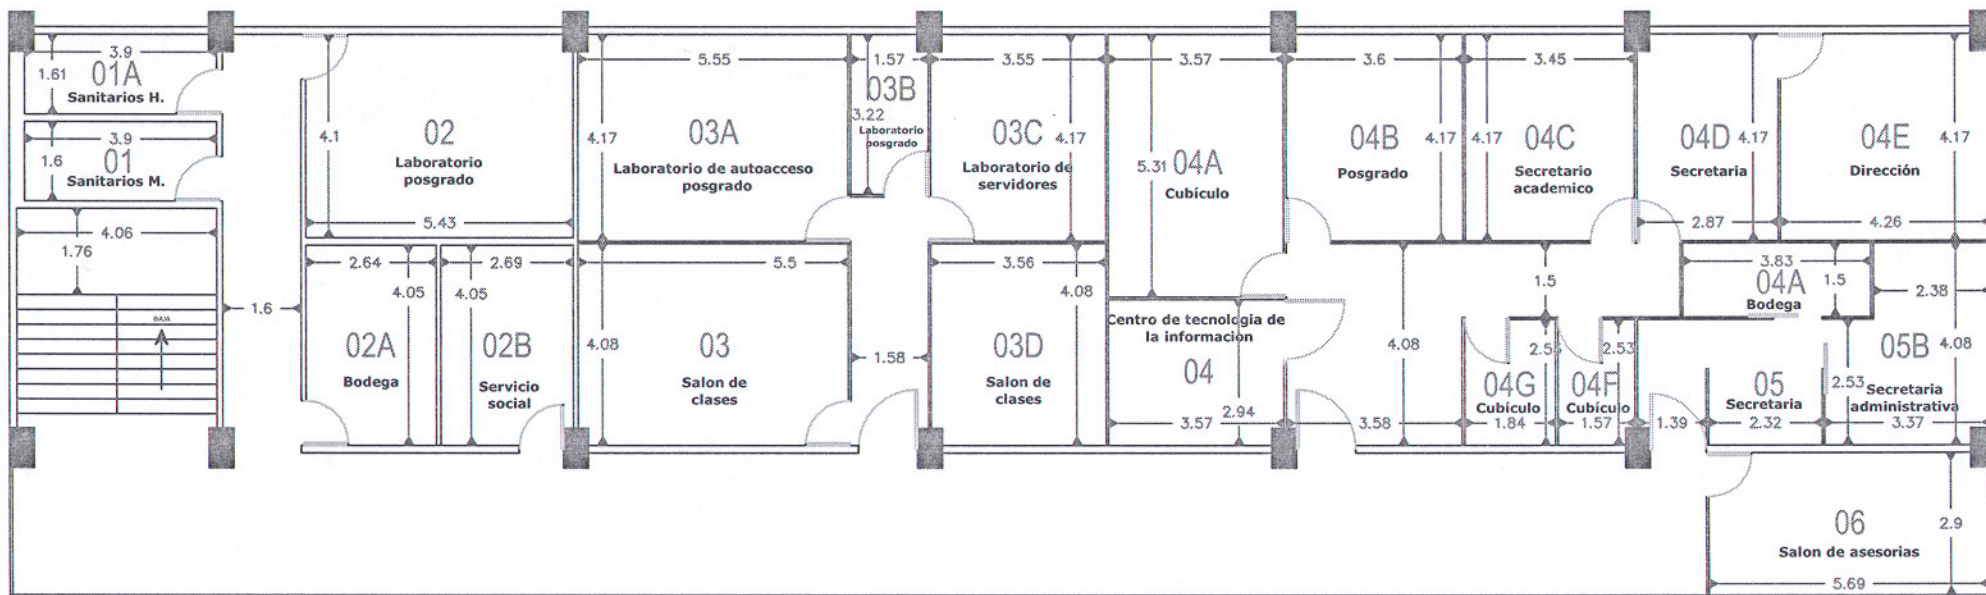 3.9
1.61
01A
Sanitarios H.
3.9
1.6
01
Sanitarios M.
4.06
1.76
BAJA
1.6
4.1
02
Laboratorio
posgrado
5.43
2.64
4.05
02A
Bodega
2.69
4.05
02B
Servicio
social
5.55
4.17
03A
Laboratorio de autoacceso
posgrado
1.57
03B
3.22
Laboratorio
posgrado
3.55
03C
4.17
Laboratorio de
servidores
5.5
4.08
03
Salon de
clases
1.58
3.56
4.08
03D
Salon de
clases
3.57
5.31
04A
Cubículo
Centro de tecnologia de
la información
04
2.94
3.57
3.6
04B
4.17
Posgrado
3.45
4.17
04C
Secretario
academico
04D
4.17
Secretaria
2.87
04E
4.17
Dirección
4.26
4.08
3.58
1.5
04G
Cubículo
1.84
2.53
04F
Cubículo
1.57
1.39
3.83
04A
1.5
Bodega
2.38
05
Secretaria
2.32
05B
4.08
2.53
Secretaria
administrativa
3.37
06
2.9
Salon de asesorias
5.69